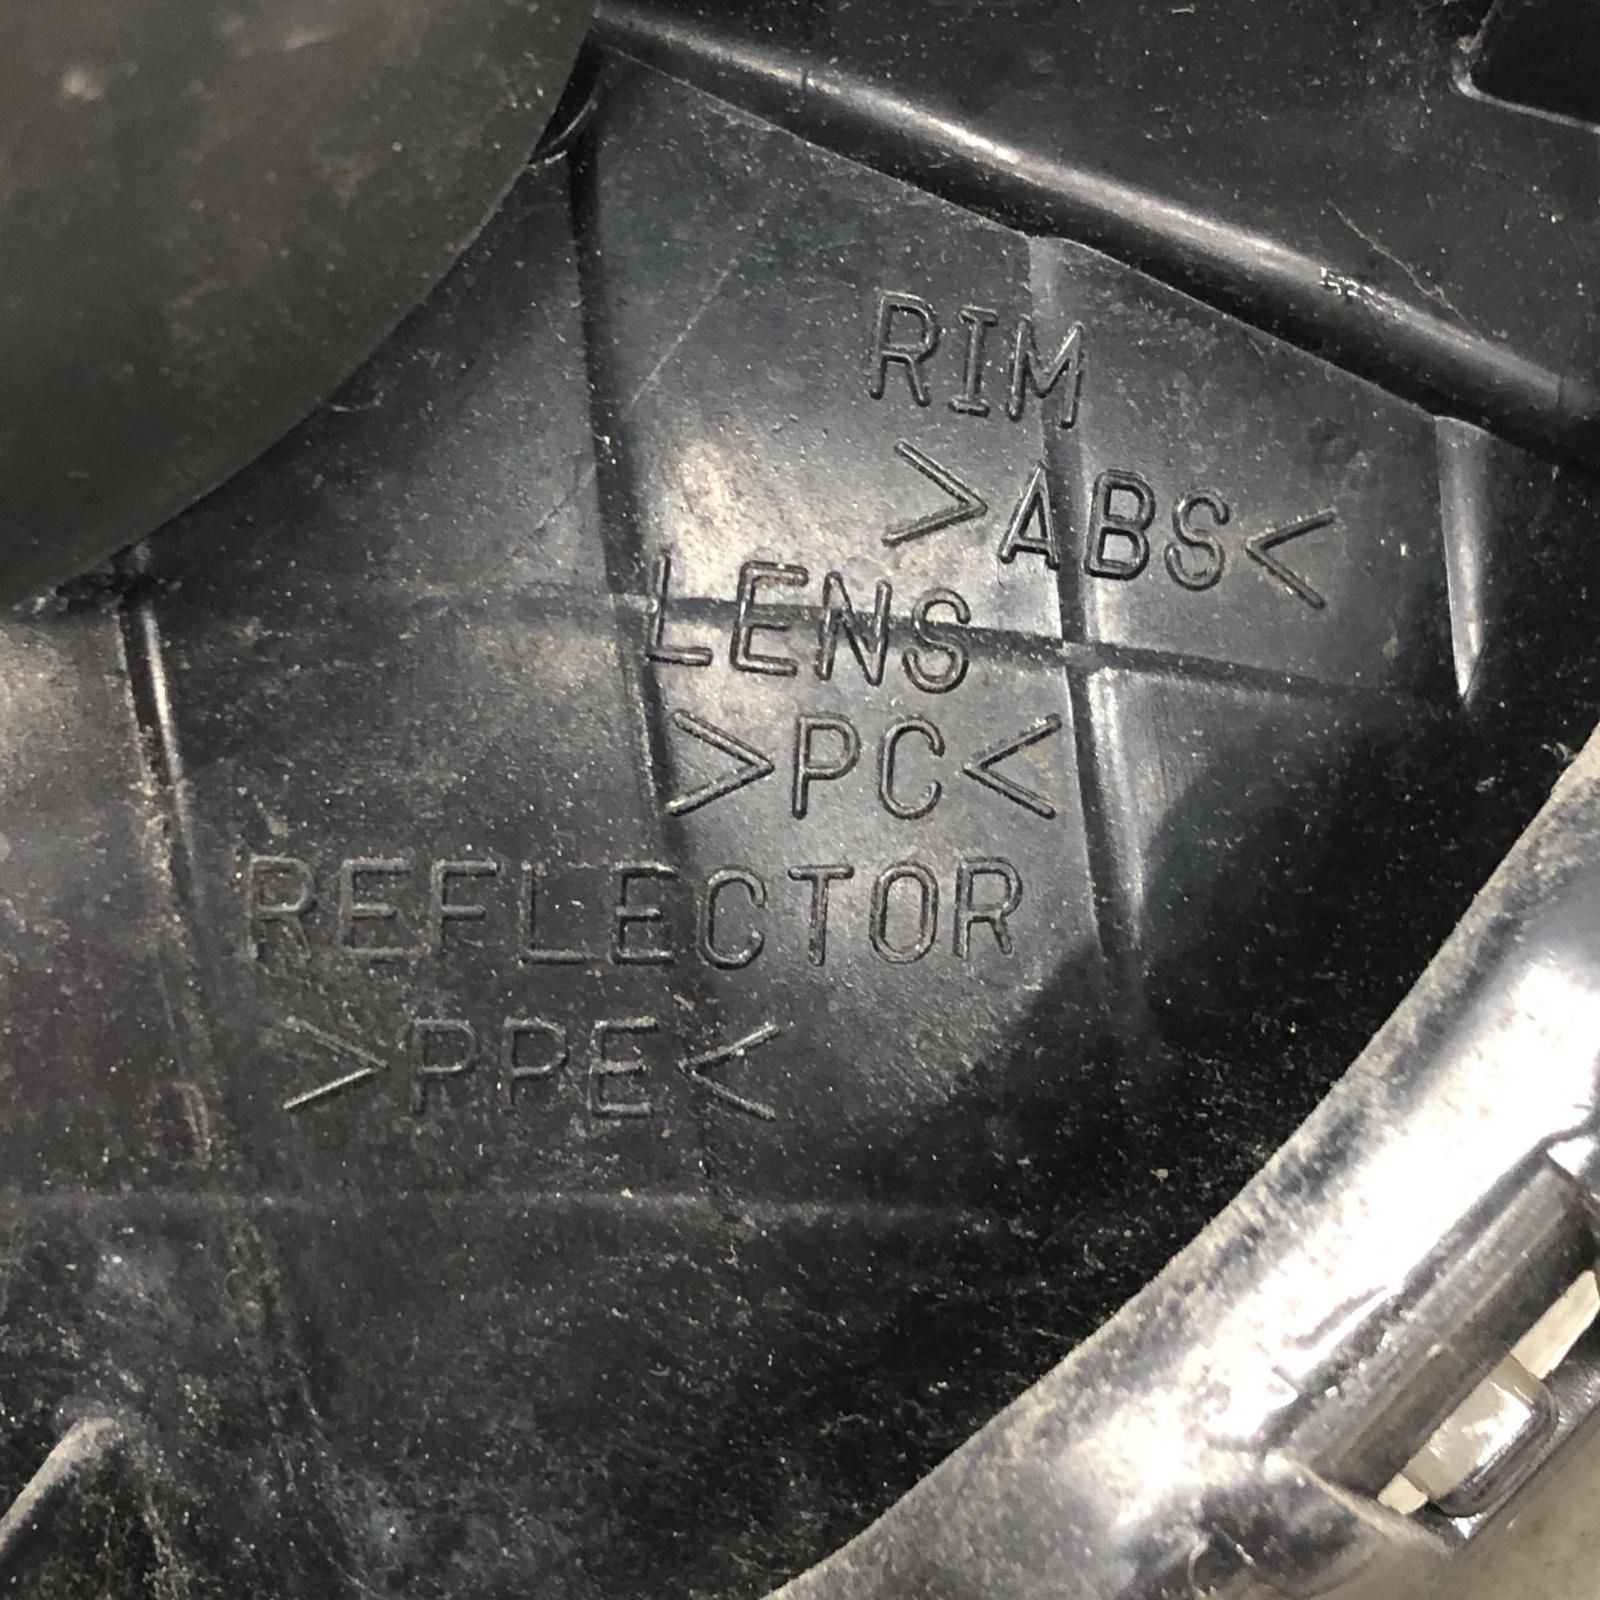 RIM
>ABS<
LENS
>PC<
REFLECTOR
>PPE<